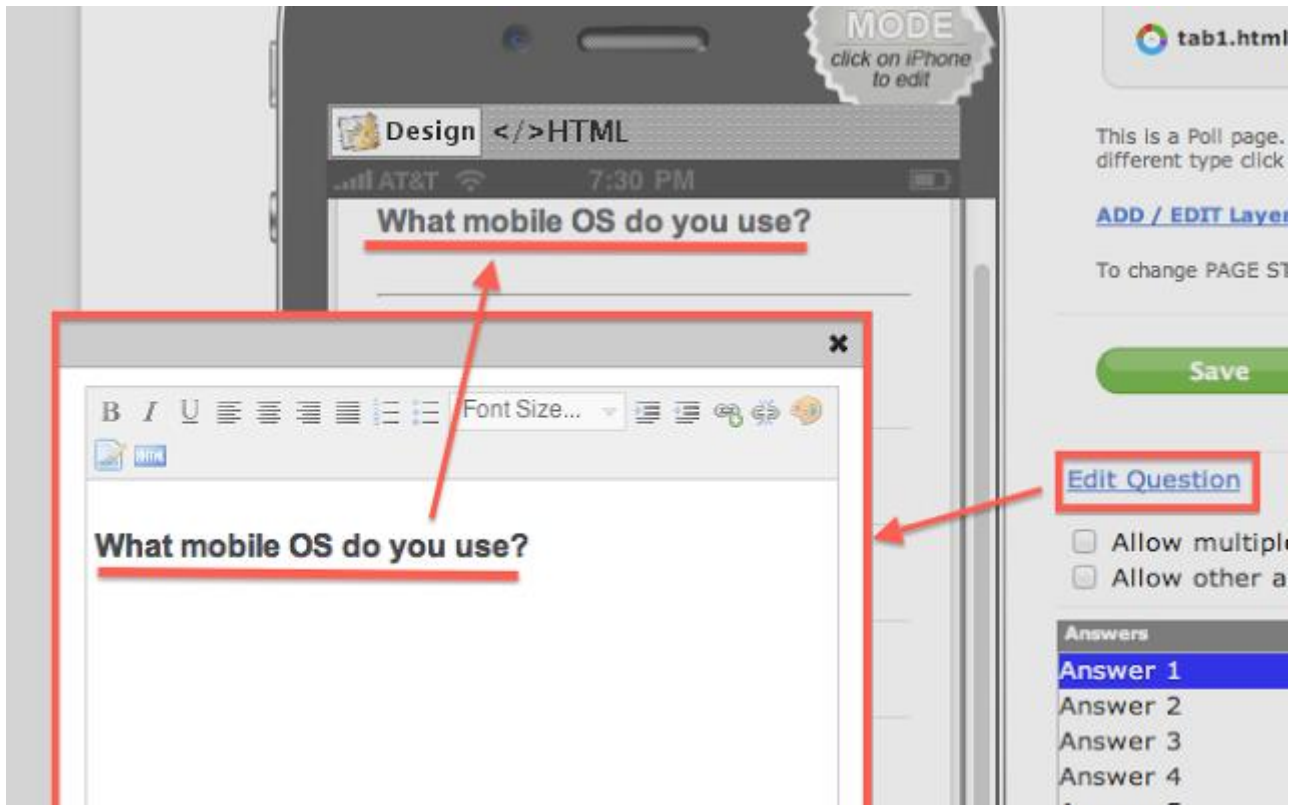 MODE
click on iPhone
to edit
Design </>HTML
AT&T 7:30 PM
What mobile OS do you use?
B I U Font Size...
HTML
What mobile OS do you use?
tab1.html
This is a Poll page.
different type click
ADD / EDIT Layer
To change PAGE ST
Save
Edit Question
Allow multiple
Allow other a
Answers
Answer 1
Answer 2
Answer 3
Answer 4